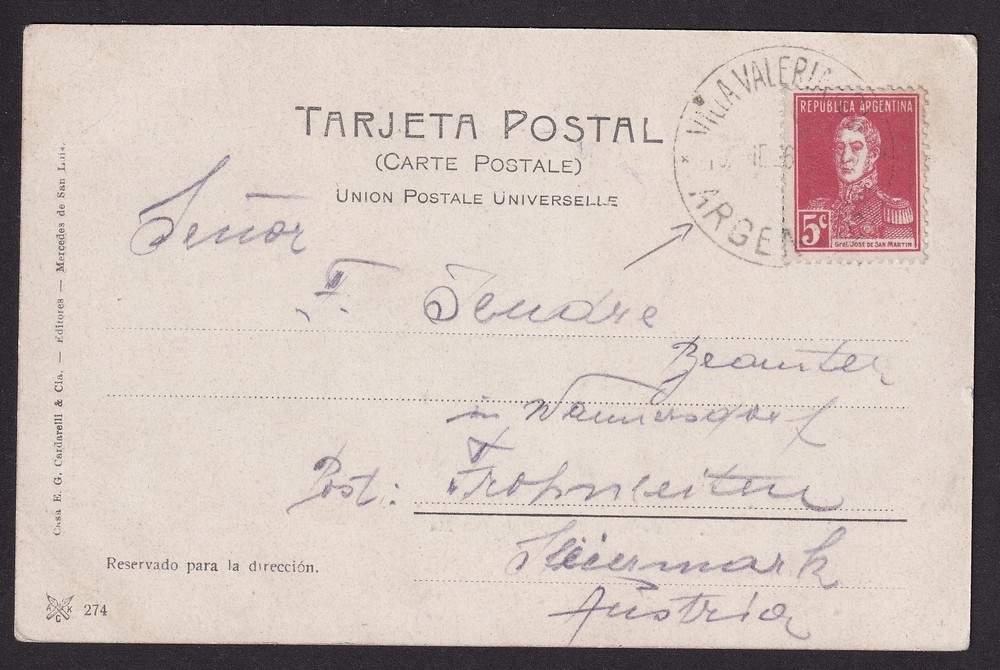 TARJETA POSTAL
(CARTE POSTALE)
UNION POSTALE UNIVERSELLE
VILLA VALERIA
ARGEN
REPUBLICA ARGENTINA
5c
Gral. JOSE DE SAN MARTIN
Señor
F. Jendre
Beamter
in Wannersdorf
Post: Frohnleiten
Steiermark
Austria
Casa E. G. Cardarelli & Cia. — Editores — Mercedes de San Luis.
Reservado para la dirección.
274